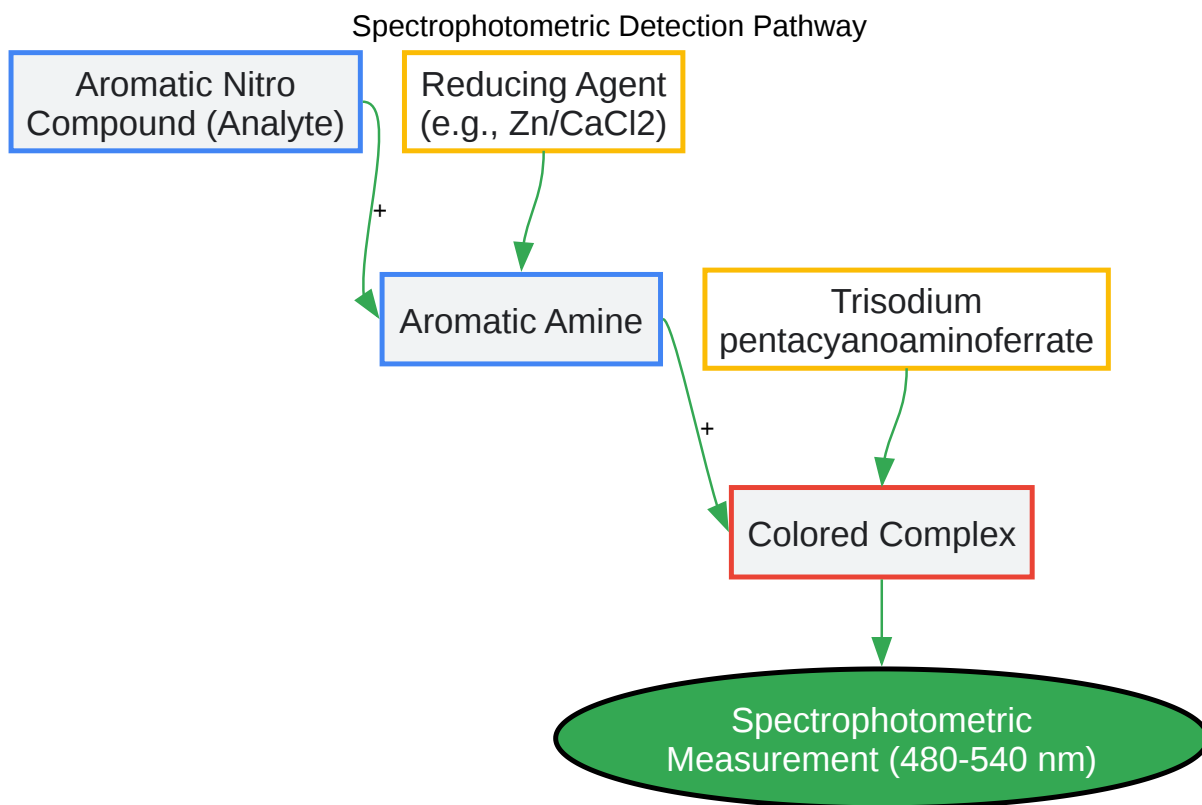 Spectrophotometric Detection Pathway
Aromatic Nitro
Compound (Analyte)
Reducing Agent
(e.g., Zn/CaCl2)
+
Aromatic Amine
Trisodium
pentacyanoaminoferrate
+
Colored Complex
Spectrophotometric
Measurement (480-540 nm)